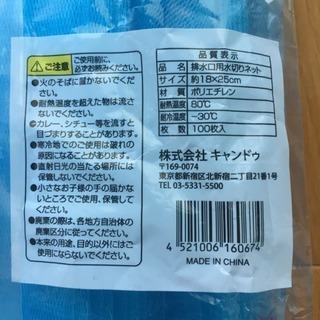 ご注意
ご使用前に、
必ずお読みください。
●火のそばに置かないでくだ
さい。
●耐熱温度を超えた物は流さ
ないでください。
●カレー、シチュー等を流すと
目づまりすることがあります。
●寒冷地でのご使用は破れの
原因になることがあります。
●直射日光の当たる場所には
保管しないでください。
●小さなお子様の手の届かな
いところでご使用、保管して
ください。
●廃棄の際は、各地方自治体の
廃棄区分に従ってください。
●本来の用途、目的以外にはご
使用にならないでください。
品質表示
品名:排水口用水切りネット
サイズ:約18×25cm
材質:ポリエチレン
耐熱温度:80℃
耐冷温度:−30℃
枚数:100枚入
株式会社 キャンドゥ
〒169-0074
東京都新宿区北新宿二丁目21番1号
TEL 03-5331-5500
4 521006 160674
MADE IN CHINA